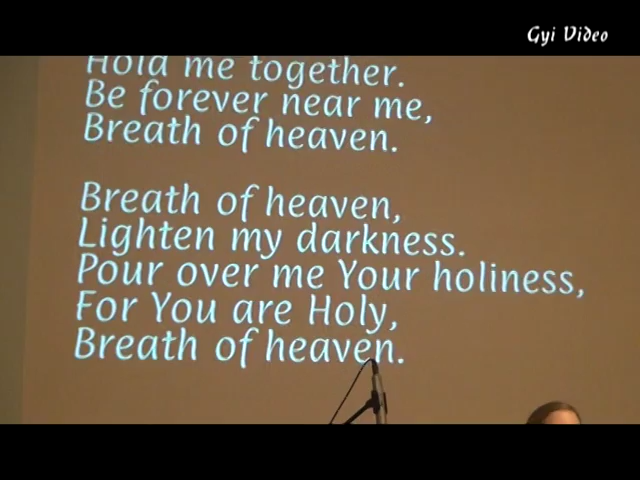 Gyi Video
Hold me together.
Be forever near me,
Breath of heaven.
Breath of heaven,
Lighten my darkness.
Pour over me Your holiness,
For You are Holy,
Breath of heaven.